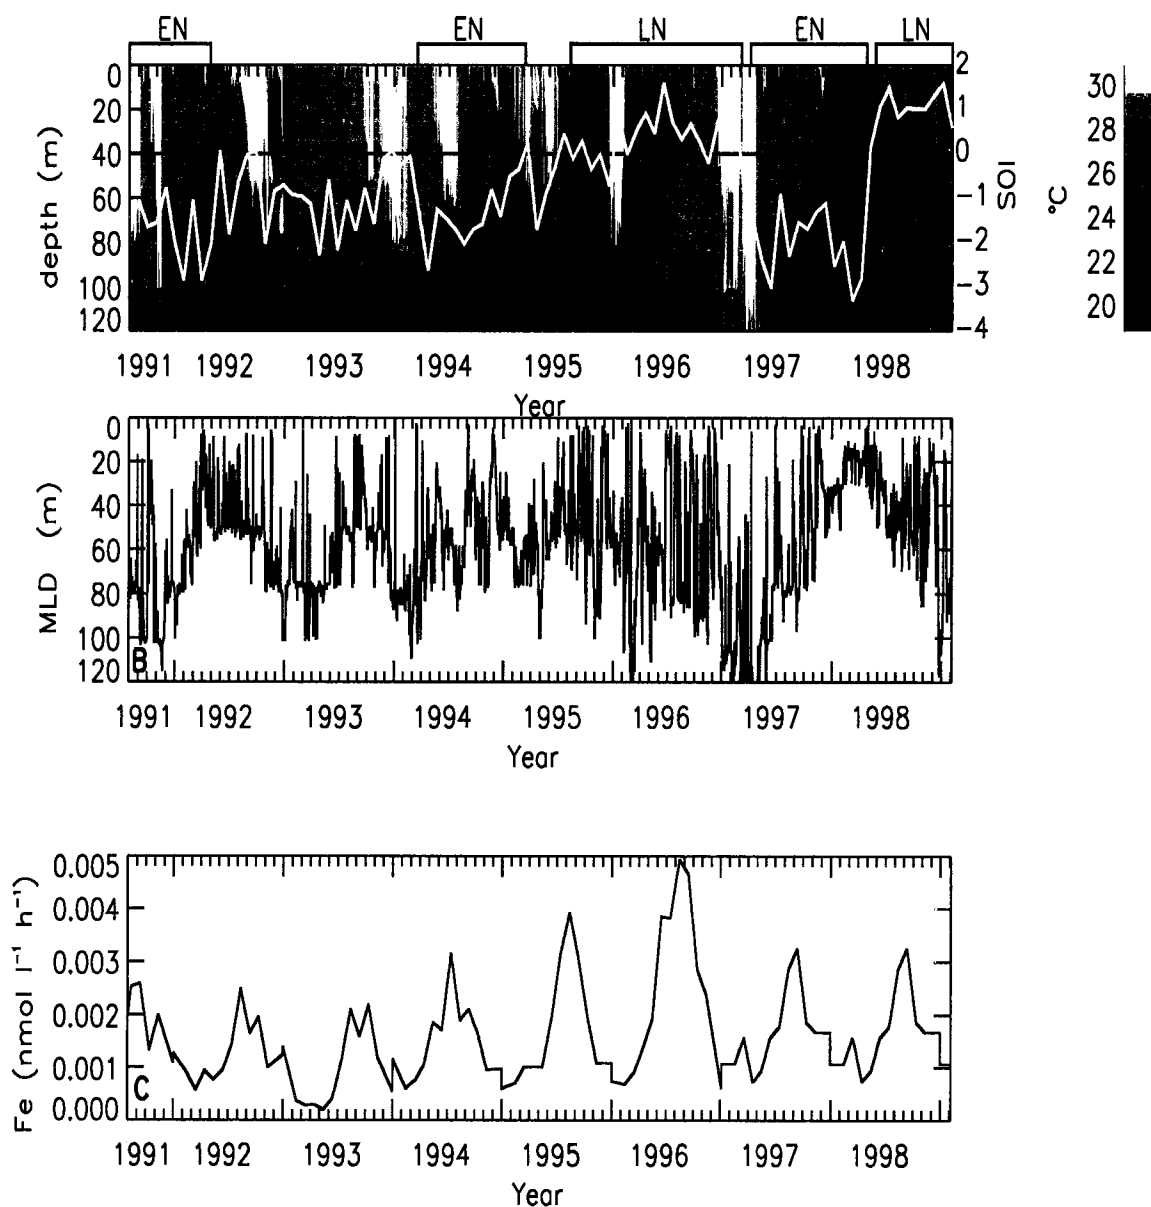 EN EN LN EN LN
0 20 40 60 80 100 120
depth (m)
2 1 0 −1 −2 −3 −4
SOI
30 28 26 24 22 20
°C
1991 1992 1993 1994 1995 1996 1997 1998
Year
0 20 40 60 80 100 120
MLD (m)
B
1991 1992 1993 1994 1995 1996 1997 1998
Year
0.005 0.004 0.003 0.002 0.001 0.000
Fe (nmol l⁻¹ h⁻¹)
C
1991 1992 1993 1994 1995 1996 1997 1998
Year